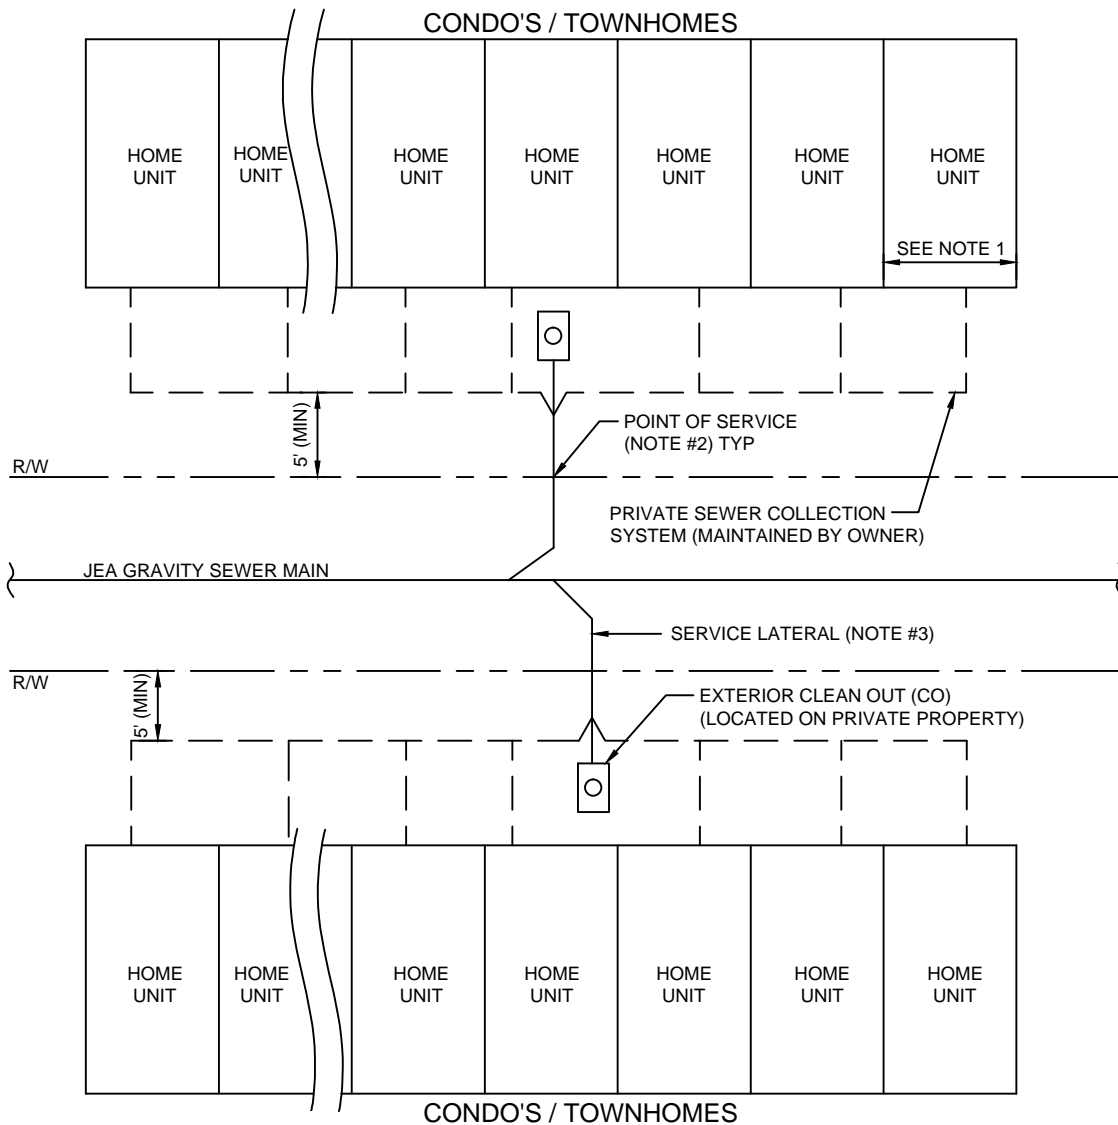 CONDO'S / TOWNHOMES
HOME
UNIT
HOME
UNIT
HOME
UNIT
HOME
UNIT
HOME
UNIT
HOME
UNIT
HOME
UNIT
SEE NOTE 1
5' (MIN)
POINT OF SERVICE
(NOTE #2) TYP
R/W
PRIVATE SEWER COLLECTION
SYSTEM (MAINTAINED BY OWNER)
JEA GRAVITY SEWER MAIN
SERVICE LATERAL (NOTE #3)
R/W
5' (MIN)
EXTERIOR CLEAN OUT (CO)
(LOCATED ON PRIVATE PROPERTY)
HOME
UNIT
HOME
UNIT
HOME
UNIT
HOME
UNIT
HOME
UNIT
HOME
UNIT
HOME
UNIT
CONDO'S / TOWNHOMES